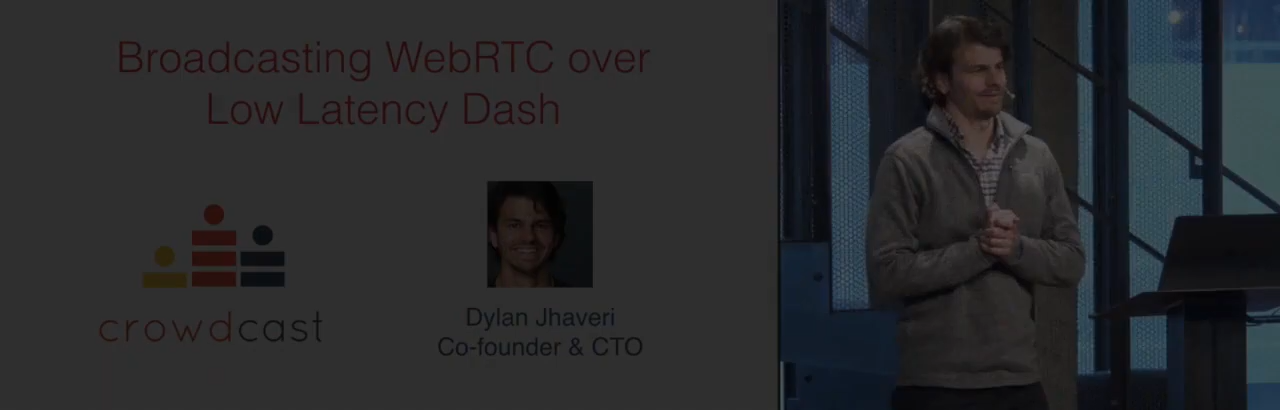 Broadcasting WebRTC over
Low Latency Dash
crowdcast
Dylan Jhaveri
Co-founder & CTO